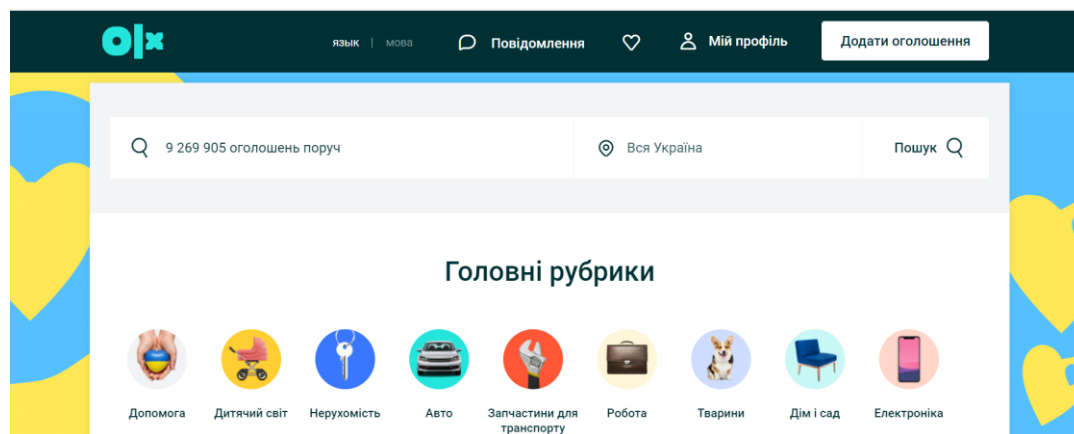 olx
язык | мова
Повідомлення
Мій профіль
Додати оголошення
9 269 905 оголошень поруч
Вся Україна
Пошук
Головні рубрики
Допомога
Дитячий світ
Нерухомість
Авто
Запчастини для
транспорту
Робота
Тварини
Дім і сад
Електроніка